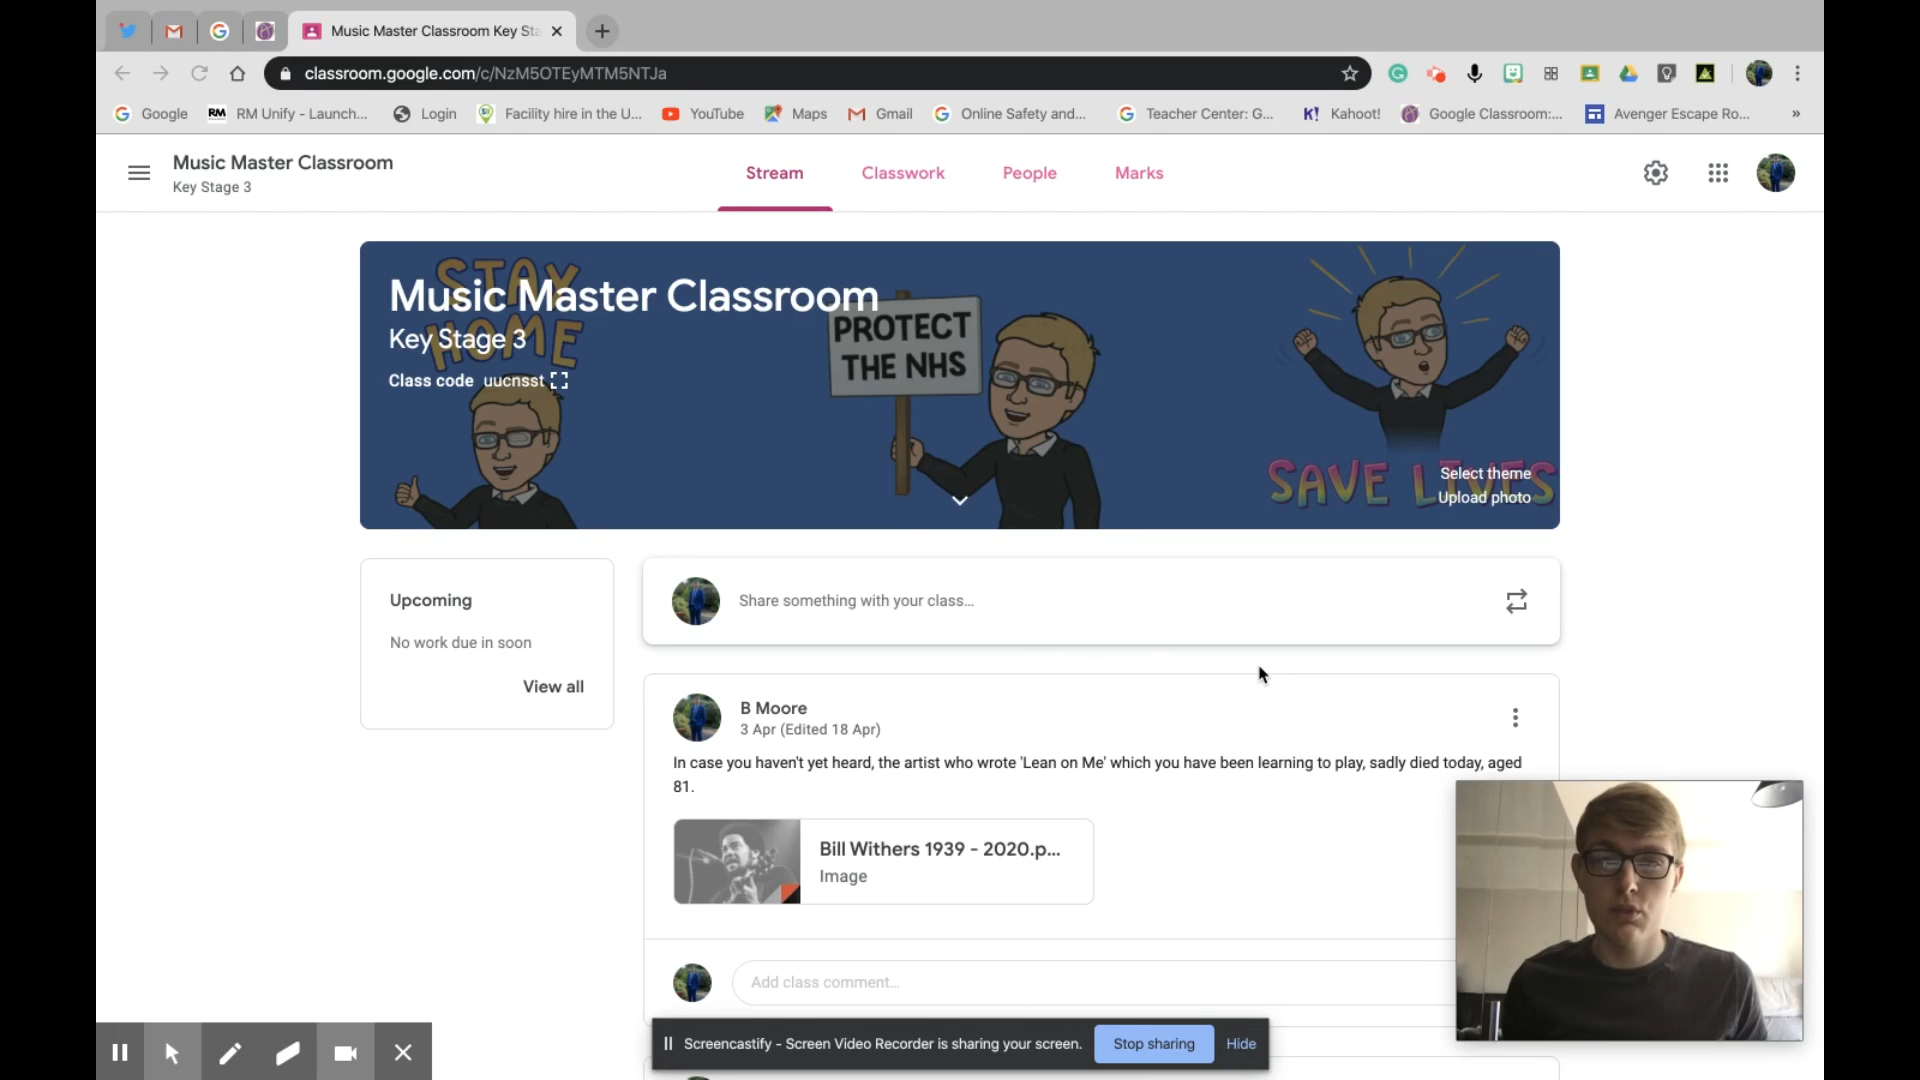 Music Master Classroom Key Sta
classroom.google.com/c/NzM5OTEyMTM5NTJa
Google
RM RM Unify - Launch...
Login
Facility hire in the U...
YouTube
Maps
Gmail
Online Safety and...
Teacher Center: G...
K! Kahoot!
Google Classroom:...
Avenger Escape Ro...
»
Music Master Classroom
Key Stage 3
Stream
Classwork
People
Marks
STAY
HOME
Music Master Classroom
Key Stage 3
Class code uucnsst
PROTECT
THE NHS
SAVE LIVES
Select theme
Upload photo
Upcoming
No work due in soon
View all
Share something with your class...
B Moore
3 Apr (Edited 18 Apr)
In case you haven't yet heard, the artist who wrote 'Lean on Me' which you have been learning to play, sadly died today, aged
81.
Bill Withers 1939 - 2020.p...
Image
Add class comment...
Screencastify - Screen Video Recorder is sharing your screen.
Stop sharing
Hide